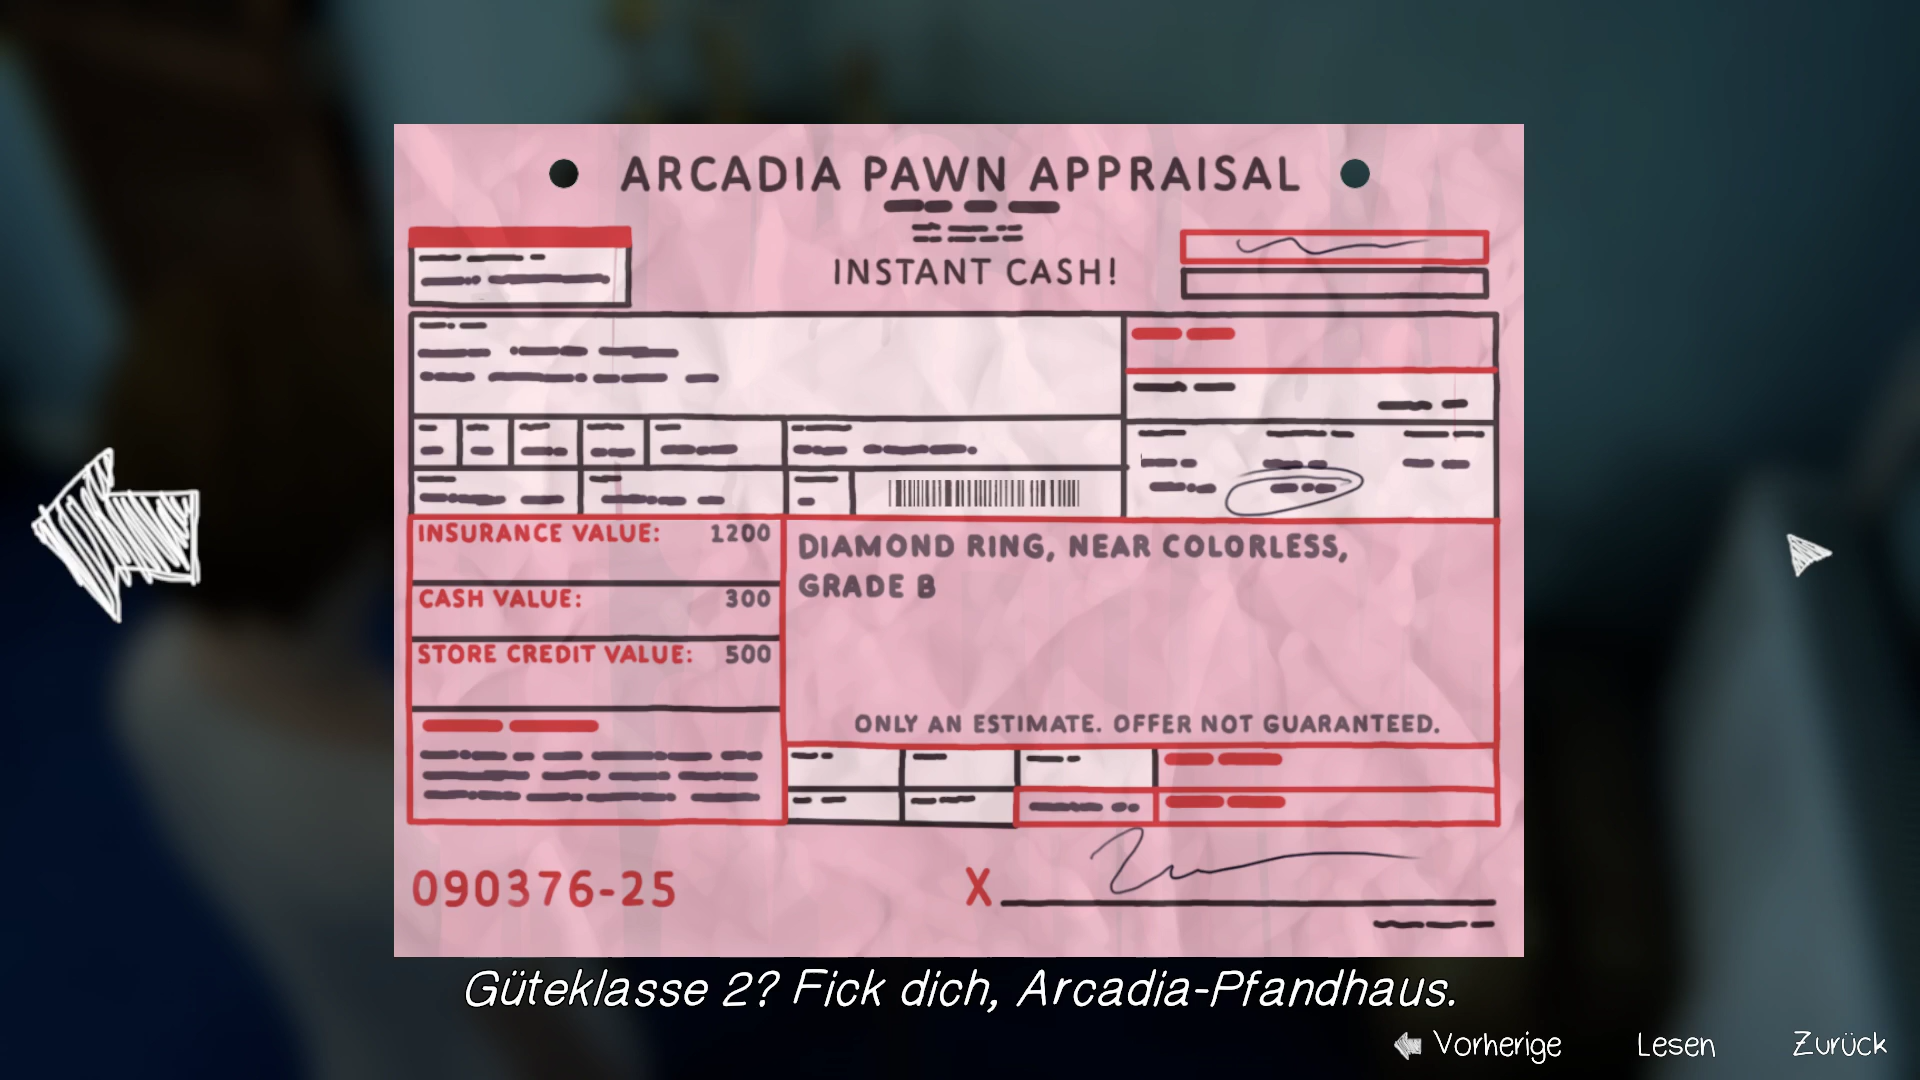 ARCADIA PAWN APPRAISAL
INSTANT CASH!
INSURANCE VALUE: 1200
CASH VALUE: 300
STORE CREDIT VALUE: 500
DIAMOND RING, NEAR COLORLESS,
GRADE B
ONLY AN ESTIMATE. OFFER NOT GUARANTEED.
090376-25
X
Güteklasse 2? Fick dich, Arcadia-Pfandhaus.
Vorherige
Lesen
Zurück